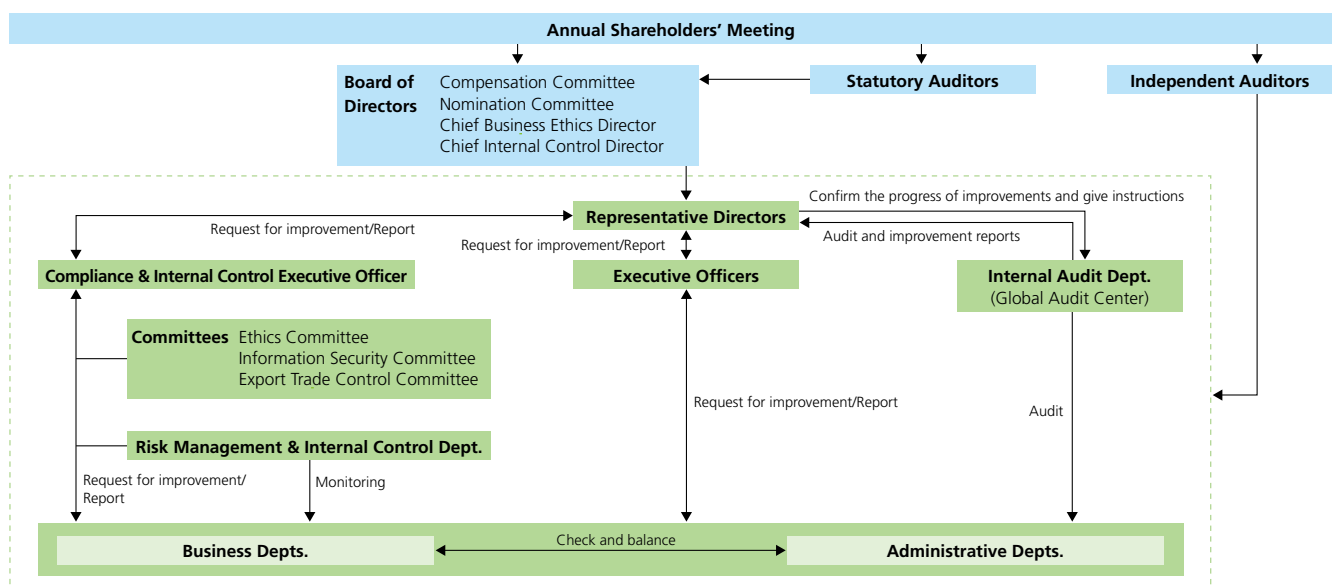 Annual Shareholders' Meeting
Board of Directors
Compensation Committee
Nomination Committee
Chief Business Ethics Director
Chief Internal Control Director
Statutory Auditors
Independent Auditors
Representative Directors
Confirm the progress of improvements and give instructions
Audit and improvement reports
Request for improvement/Report
Request for improvement/Report
Compliance & Internal Control Executive Officer
Executive Officers
Internal Audit Dept.
(Global Audit Center)
Committees
Ethics Committee
Information Security Committee
Export Trade Control Committee
Request for improvement/Report
Audit
Risk Management & Internal Control Dept.
Request for improvement/
Report
Monitoring
Business Depts.
Check and balance
Administrative Depts.